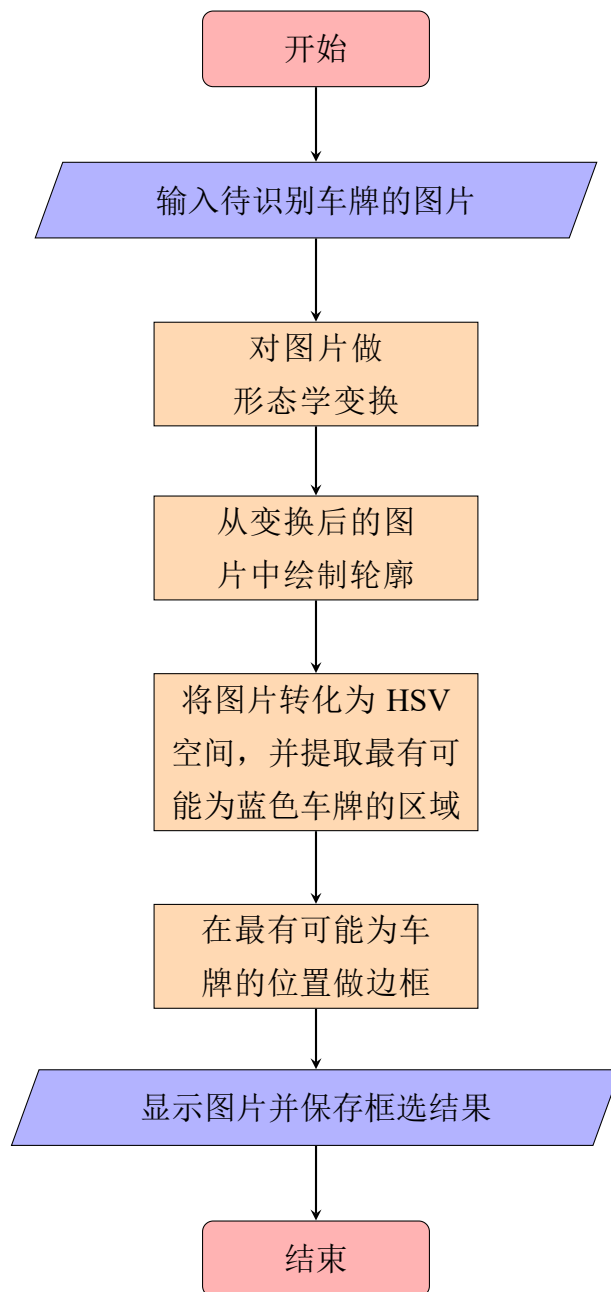 开始
输入待识别车牌的图片
对图片做
形态学变换
从变换后的图
片中绘制轮廓
将图片转化为 HSV
空间，并提取最有可
能为蓝色车牌的区域
在最有可能为车
牌的位置做边框
显示图片并保存框选结果
结束